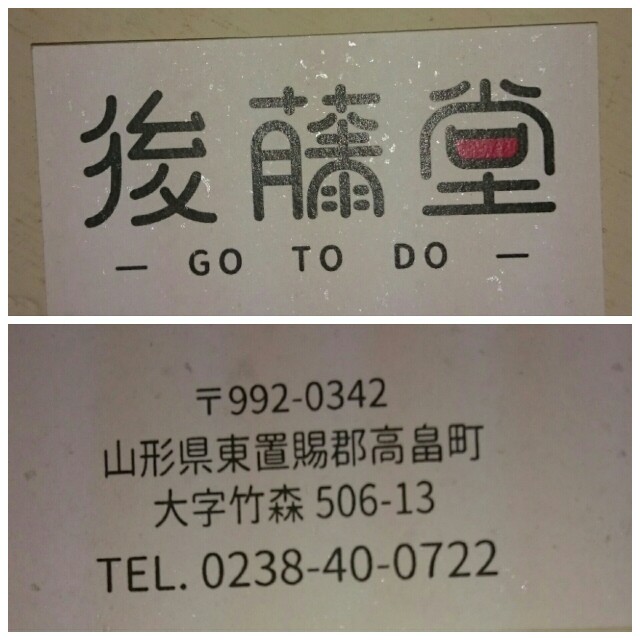 後藤堂
— GO TO DO —
〒992-0342
山形県東置賜郡高畠町
大字竹森 506-13
TEL. 0238-40-0722